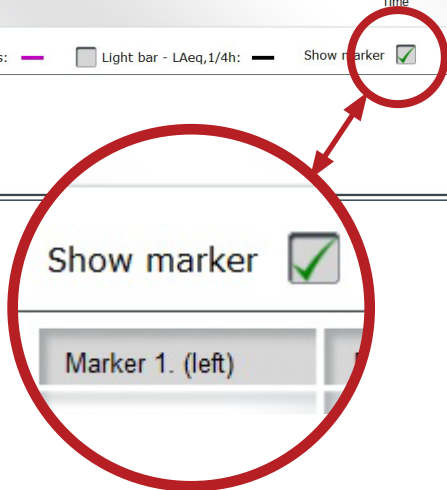 Time
s: Light bar - LAeq,1/4h: Show marker
Show marker
Marker 1. (left)